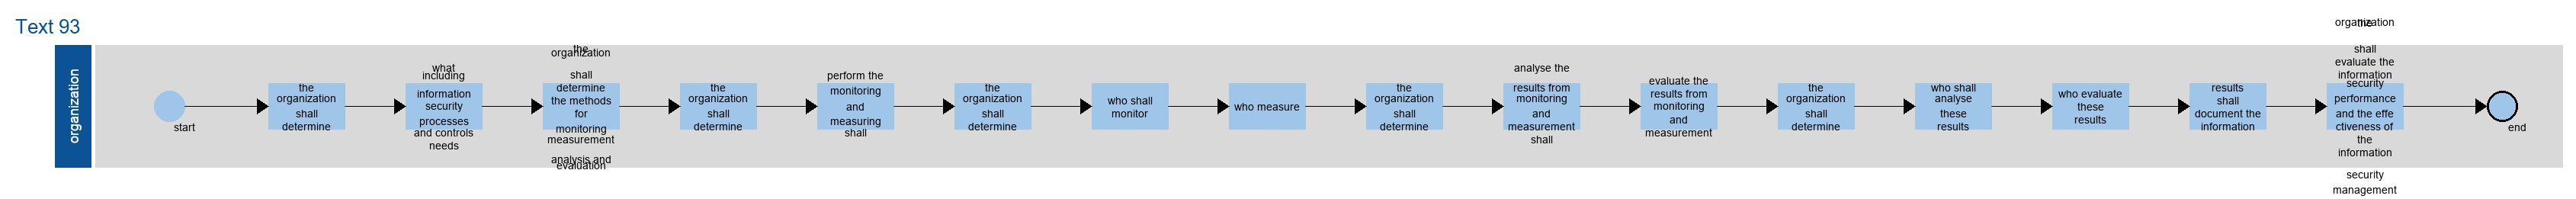 Text 93
organization
start
the
organization
shall
determine
what
including
information
security
processes
and controls
needs
the
organization
shall
determine
the methods
for
monitoring
measurement
analysis and
evaluation
the
organization
shall
determine
perform the
monitoring
and
measuring
shall
the
organization
shall
determine
who shall
monitor
who measure
the
organization
shall
determine
analyse the
results from
monitoring
and
measurement
shall
evaluate the
results from
monitoring
and
measurement
the
organization
shall
determine
who shall
analyse
these
results
who evaluate
these
results
results
shall
document the
information
the
organization
shall
evaluate the
information
security
performance
and the effe
ctiveness of
the
information
security
management
end